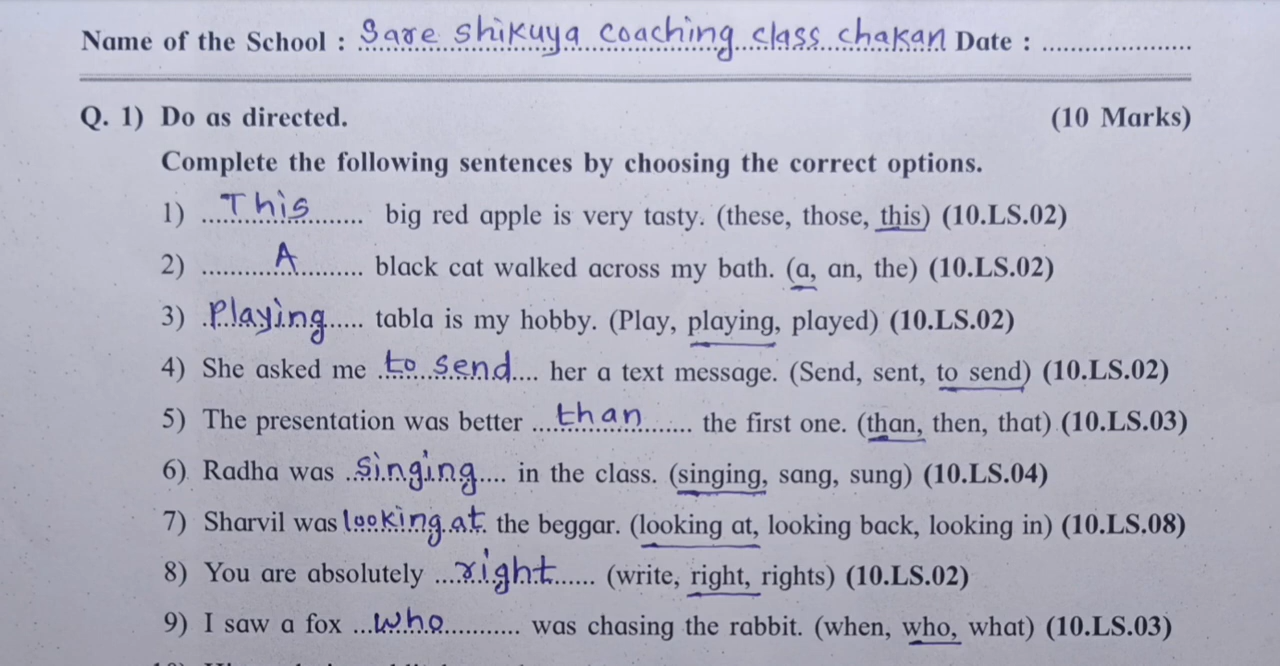 Name of the School : Sare shikuya coaching class chakan Date : ....................
Q. 1) Do as directed. (10 Marks)
Complete the following sentences by choosing the correct options.
1) This big red apple is very tasty. (these, those, this) (10.LS.02)
2) A black cat walked across my bath. (a, an, the) (10.LS.02)
3) Playing tabla is my hobby. (Play, playing, played) (10.LS.02)
4) She asked me to send her a text message. (Send, sent, to send) (10.LS.02)
5) The presentation was better than the first one. (than, then, that) (10.LS.03)
6) Radha was singing in the class. (singing, sang, sung) (10.LS.04)
7) Sharvil was looking at the beggar. (looking at, looking back, looking in) (10.LS.08)
8) You are absolutely right (write, right, rights) (10.LS.02)
9) I saw a fox who was chasing the rabbit. (when, who, what) (10.LS.03)